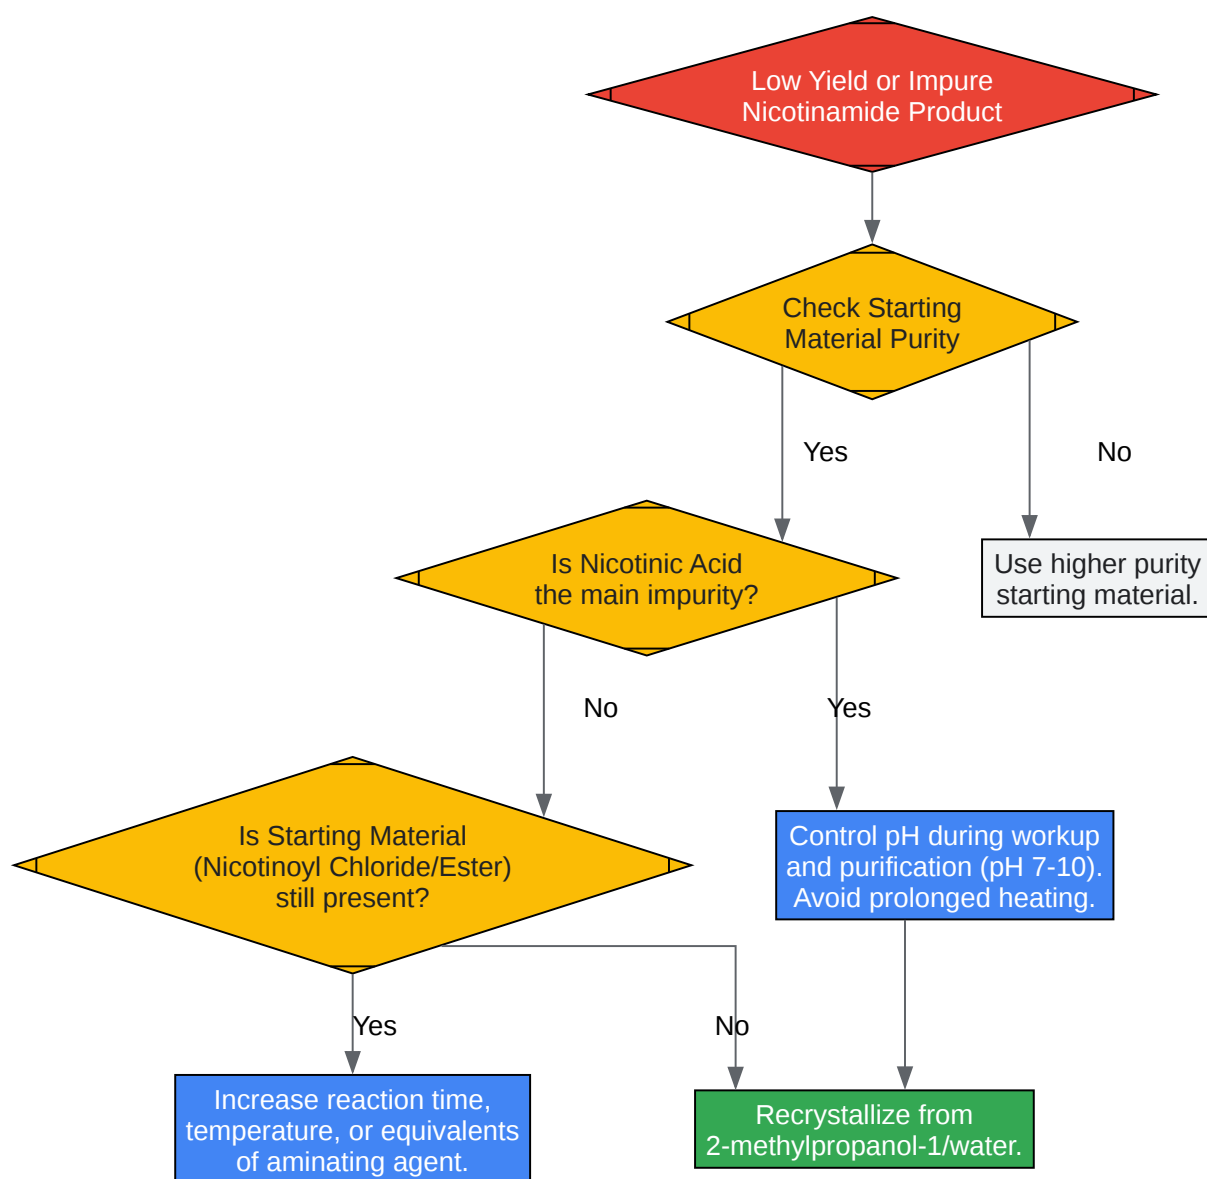 Low Yield or Impure
Nicotinamide Product
Check Starting
Material Purity
Yes
No
Is Nicotinic Acid
the main impurity?
Use higher purity
starting material.
No
Yes
Is Starting Material
(Nicotinoyl Chloride/Ester)
still present?
Control pH during workup
and purification (pH 7-10).
Avoid prolonged heating.
Yes
No
Increase reaction time,
temperature, or equivalents
of aminating agent.
Recrystallize from
2-methylpropanol-1/water.